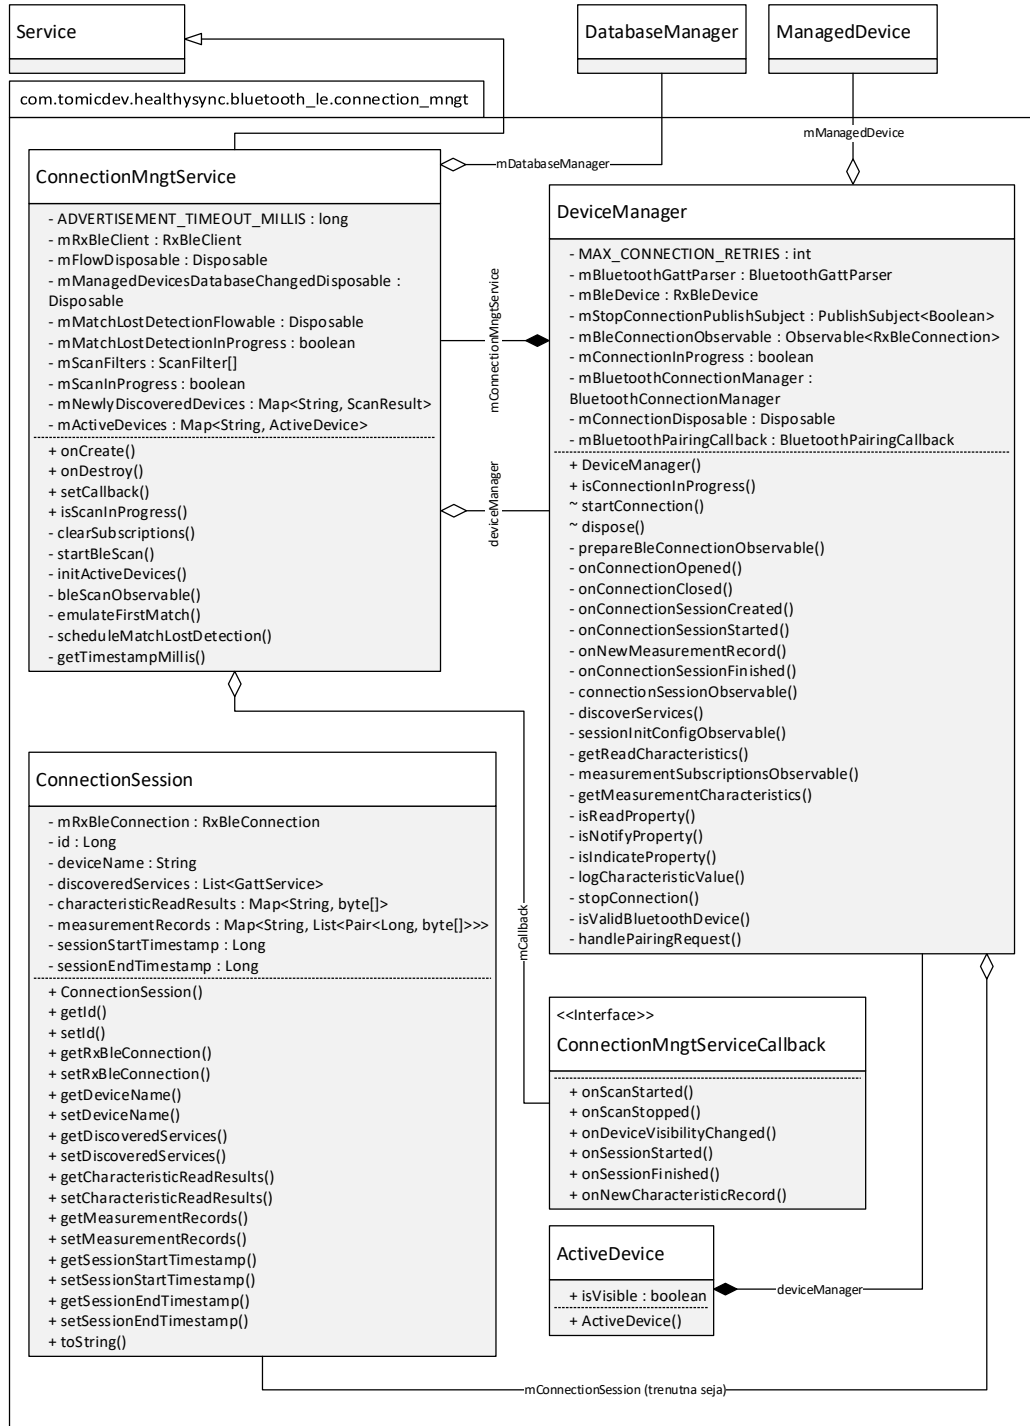 Service
DatabaseManager
ManagedDevice
com.tomicdev.healthysync.bluetooth_le.connection_mngt
mManagedDevice
mDatabaseManager
ConnectionMngtService
- ADVERTISEMENT_TIMEOUT_MILLIS : long
- mRxBleClient : RxBleClient
- mFlowDisposable : Disposable
- mManagedDevicesDatabaseChangedDisposable :
Disposable
- mMatchLostDetectionFlowable : Disposable
- mMatchLostDetectionInProgress : boolean
- mScanFilters : ScanFilter[]
- mScanInProgress : boolean
- mNewlyDiscoveredDevices : Map<String, ScanResult>
- mActiveDevices : Map<String, ActiveDevice>
+ onCreate()
+ onDestroy()
+ setCallback()
+ isScanInProgress()
- clearSubscriptions()
- startBleScan()
- initActiveDevices()
- bleScanObservable()
- emulateFirstMatch()
- scheduleMatchLostDetection()
- getTimestampMillis()
mConnectionMngtService
deviceManager
DeviceManager
- MAX_CONNECTION_RETRIES : int
- mBluetoothGattParser : BluetoothGattParser
- mBleDevice : RxBleDevice
- mStopConnectionPublishSubject : PublishSubject<Boolean>
- mBleConnectionObservable : Observable<RxBleConnection>
- mConnectionInProgress : boolean
- mBluetoothConnectionManager :
BluetoothConnectionManager
- mConnectionDisposable : Disposable
- mBluetoothPairingCallback : BluetoothPairingCallback
+ DeviceManager()
+ isConnectionInProgress()
~ startConnection()
~ dispose()
- prepareBleConnectionObservable()
- onConnectionOpened()
- onConnectionClosed()
- onConnectionSessionCreated()
- onConnectionSessionStarted()
- onNewMeasurementRecord()
- onConnectionSessionFinished()
- connectionSessionObservable()
- discoverServices()
- sessionInitConfigObservable()
- getReadCharacteristics()
- measurementSubscriptionsObservable()
- getMeasurementCharacteristics()
- isReadProperty()
- isNotifyProperty()
- isIndicateProperty()
- logCharacteristicValue()
- stopConnection()
- isValidBluetoothDevice()
- handlePairingRequest()
ConnectionSession
- mRxBleConnection : RxBleConnection
- id : Long
- deviceName : String
- discoveredServices : List<GattService>
- characteristicReadResults : Map<String, byte[]>
- measurementRecords : Map<String, List<Pair<Long, byte[]>>>
- sessionStartTimestamp : Long
- sessionEndTimestamp : Long
+ ConnectionSession()
+ getId()
+ setId()
+ getRxBleConnection()
+ setRxBleConnection()
+ getDeviceName()
+ setDeviceName()
+ getDiscoveredServices()
+ setDiscoveredServices()
+ getCharacteristicReadResults()
+ setCharacteristicReadResults()
+ getMeasurementRecords()
+ setMeasurementRecords()
+ getSessionStartTimestamp()
+ setSessionStartTimestamp()
+ getSessionEndTimestamp()
+ setSessionEndTimestamp()
+ toString()
mCallback
<<Interface>>
ConnectionMngtServiceCallback
+ onScanStarted()
+ onScanStopped()
+ onDeviceVisibilityChanged()
+ onSessionStarted()
+ onSessionFinished()
+ onNewCharacteristicRecord()
ActiveDevice
+ isVisible : boolean
+ ActiveDevice()
deviceManager
mConnectionSession (trenutna seja)